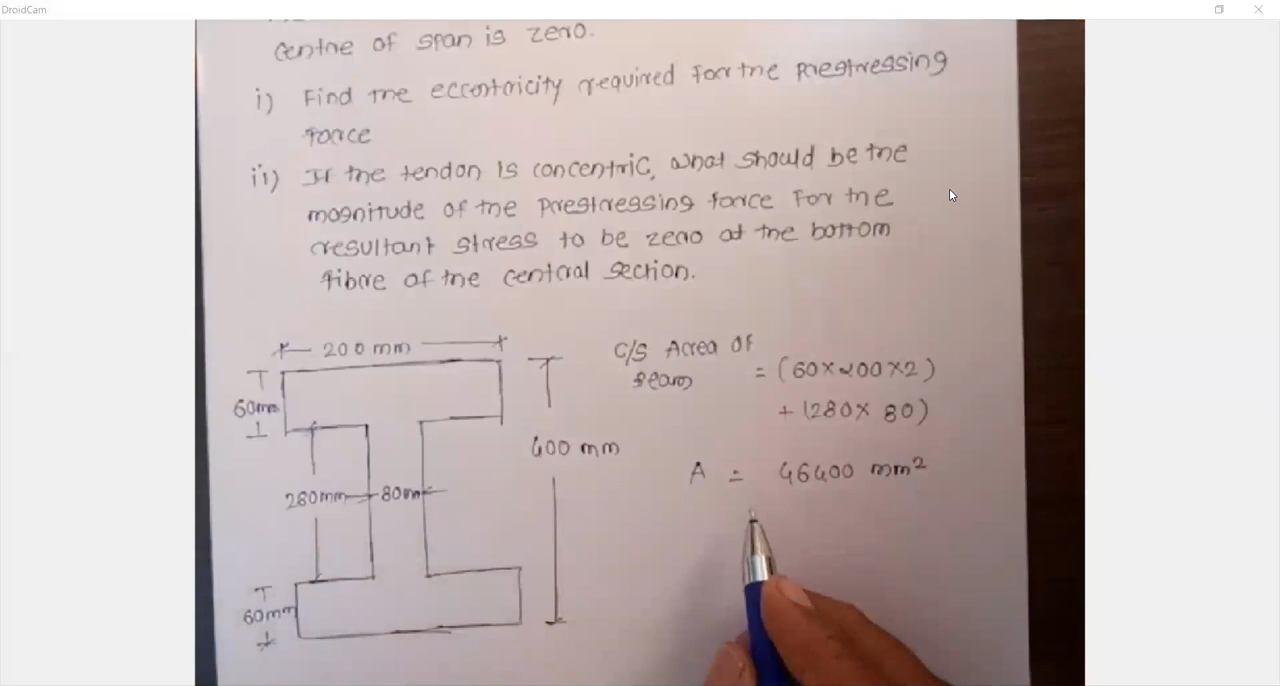 DroidCam
centre of span is zero.
i) Find the eccentricity required for the prestressing
force
ii) If the tendon is concentric, what should be the
magnitude of the prestressing force for the
resultant stress to be zero at the bottom
fibre of the central section.
200 mm
60mm
400 mm
280mm 80m
60mm
C/S Area of
Beam = (60×200×2)
+ (280× 80)
A = 46400 mm²